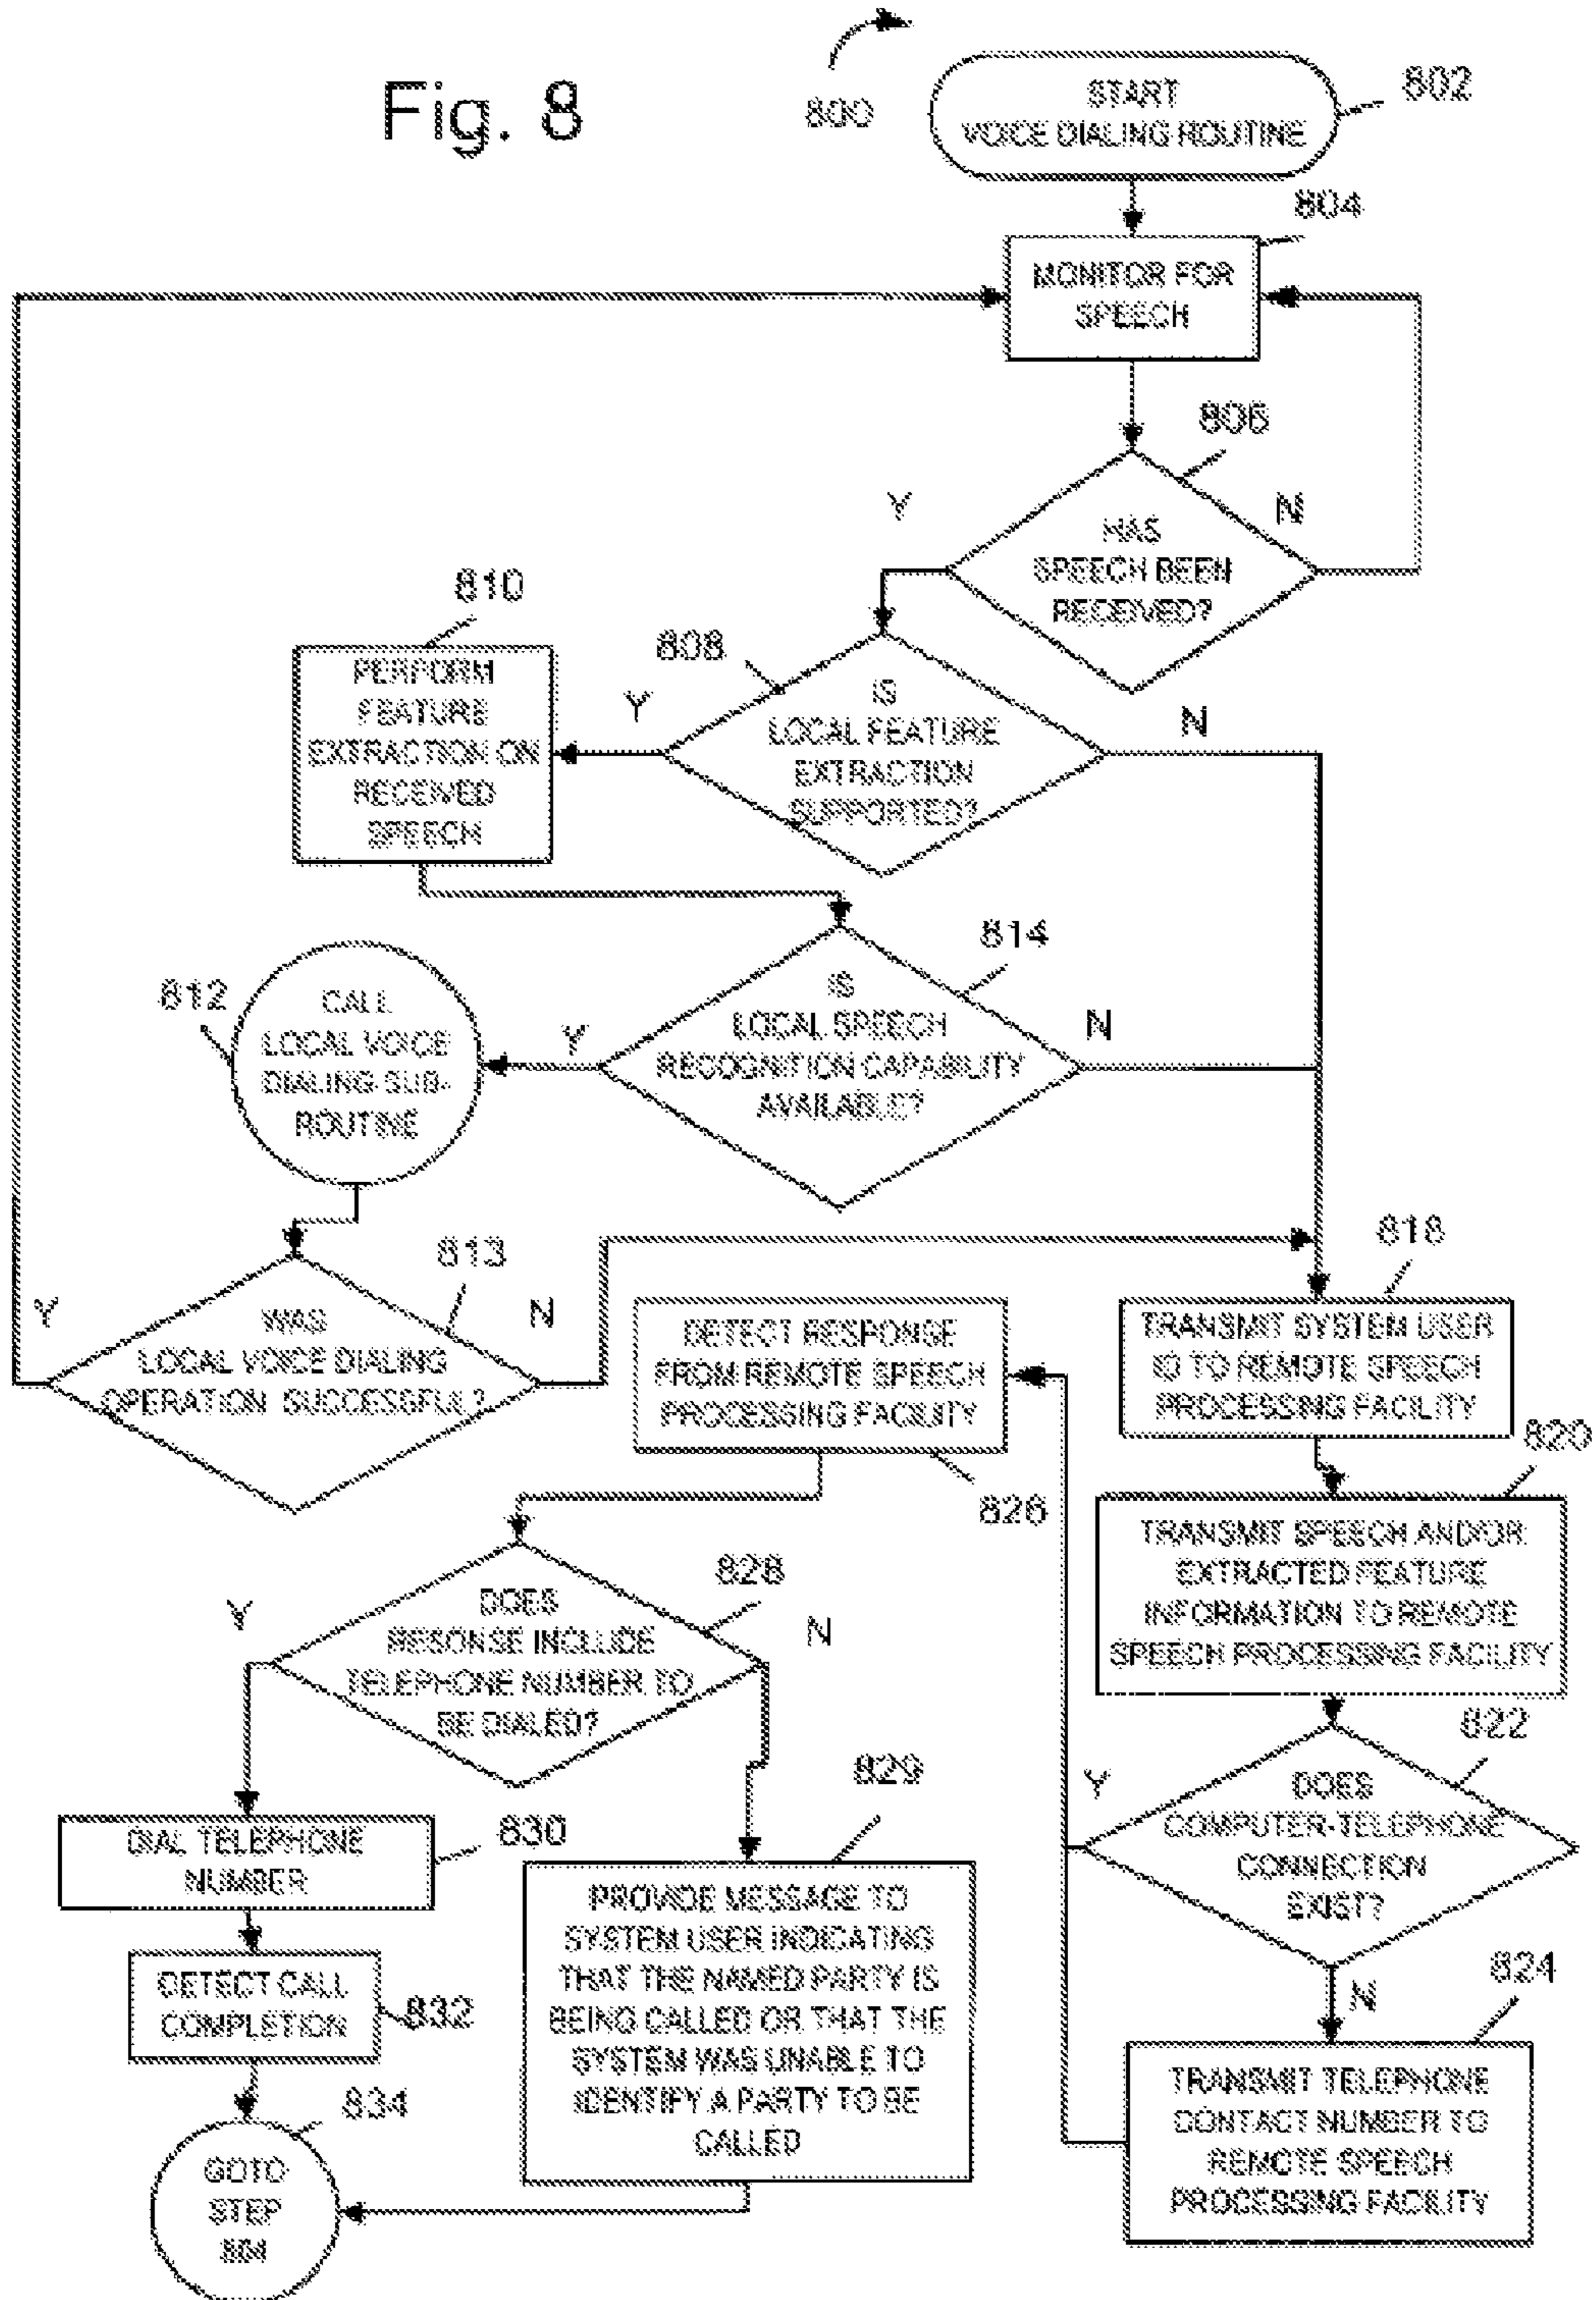 Fig. 8
800
START
VOICE DIALING ROUTINE
802
804
MONITOR FOR
SPEECH
806
Y
N
HAS
SPEECH BEEN
RECEIVED?
810
PERFORM
FEATURE
EXTRACTION ON
RECEIVED
SPEECH
808
Y
N
IS
LOCAL FEATURE
EXTRACTION
SUPPORTED?
814
812
CALL
LOCAL VOICE
DIALING SUB-
ROUTINE
Y
N
IS
LOCAL SPEECH
RECOGNITION CAPABILITY
AVAILABLE?
813
Y
N
WAS
LOCAL VOICE DIALING
OPERATION SUCCESSFUL?
818
TRANSMIT SYSTEM USER
ID TO REMOTE SPEECH
PROCESSING FACILITY
DETECT RESPONSE
FROM REMOTE SPEECH
PROCESSING FACILITY
826
820
TRANSMIT SPEECH AND/OR
EXTRACTED FEATURE
INFORMATION TO REMOTE
SPEECH PROCESSING FACILITY
828
Y
N
DOES
RESONSE INCLUDE
TELEPHONE NUMBER TO
BE DIALED?
822
Y
DOES
COMPUTER-TELEPHONE
CONNECTION
EXIST?
N
829
830
DIAL TELEPHONE
NUMBER
PROVIDE MESSAGE TO
SYSTEM USER INDICATING
THAT THE NAMED PARTY IS
BEING CALLED OR THAT THE
SYSTEM WAS UNABLE TO
IDENTIFY A PARTY TO BE
CALLED
832
DETECT CALL
COMPLETION
824
TRANSMIT TELEPHONE
CONTACT NUMBER TO
REMOTE SPEECH
PROCESSING FACILITY
834
GOTO
STEP
804